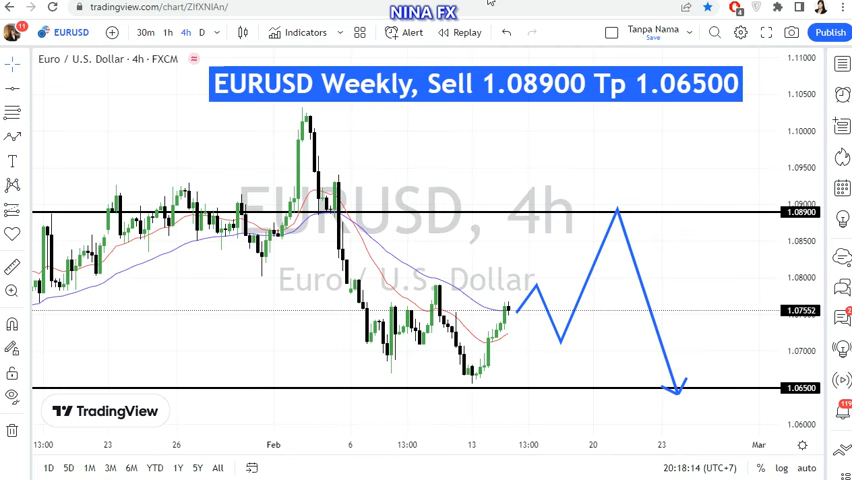 tradingview.com/chart/ZIfXNIAn/
NINA FX
11
EURUSD
30m 1h 4h D
Indicators
Alert
Replay
Tanpa Nama
Save
Publish
Euro / U.S. Dollar · 4h · FXCM
EURUSD Weekly, Sell 1.08900 Tp 1.06500
EURUSD, 4h
Euro / U.S. Dollar
1.11000
1.10500
1.10000
1.09500
1.09000
1.08900
1.08500
1.08000
1.07552
1.07000
1.06500
1.06000
TradingView
13:00 23 26 Feb 6 13:00 13 13:00 20 23 Mar
1D 5D 1M 3M 6M YTD 1Y 5Y All
20:18:14 (UTC+7)
% log auto
119